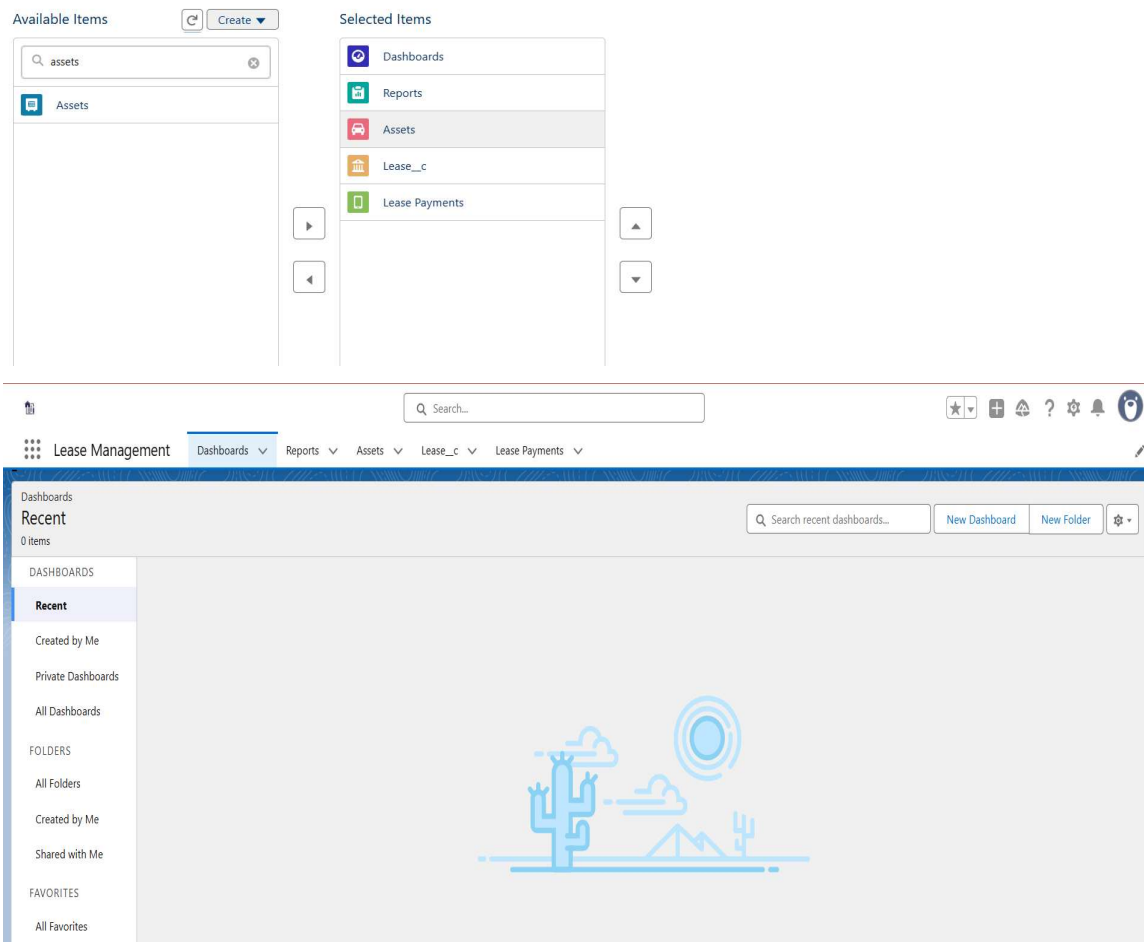 Available Items
Create
Selected Items
assets
Assets
Dashboards
Reports
Assets
Lease__c
Lease Payments
Search...
Lease Management Dashboards Reports Assets Lease__c Lease Payments
Dashboards
Recent
0 items
Search recent dashboards...
New Dashboard
New Folder
DASHBOARDS
Recent
Created by Me
Private Dashboards
All Dashboards
FOLDERS
All Folders
Created by Me
Shared with Me
FAVORITES
All Favorites